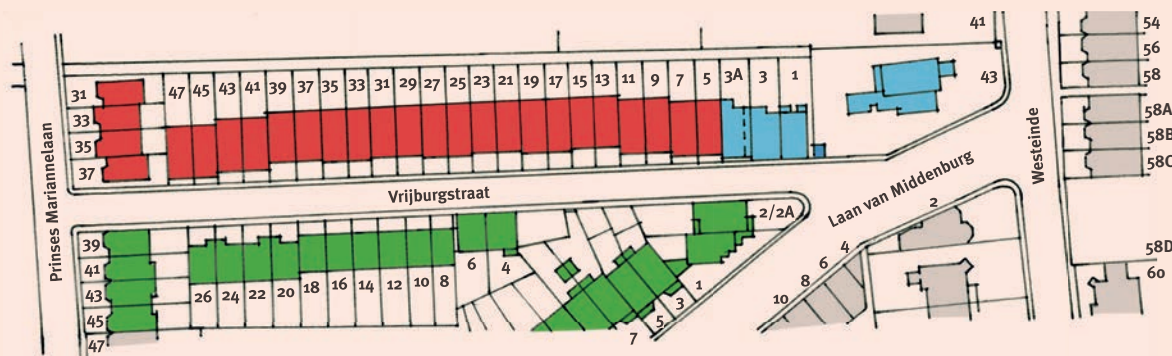 41
54
56
58
43
58A
58B
58C
31
33
35
37
47 45 43 41 39 37 35 33 31 29 27 25 23 21 19 17 15 13 11 9 7 5 3A 3 1
Prinses Mariannelaan
Vrijburgstraat
Laan van Middenburg
Westeinde
39
41
43
45
47
26 24 22 20 18 16 14 12 10 8 6 4
2/2A
1
3
5
7
2
4
6
8
10
58D
60